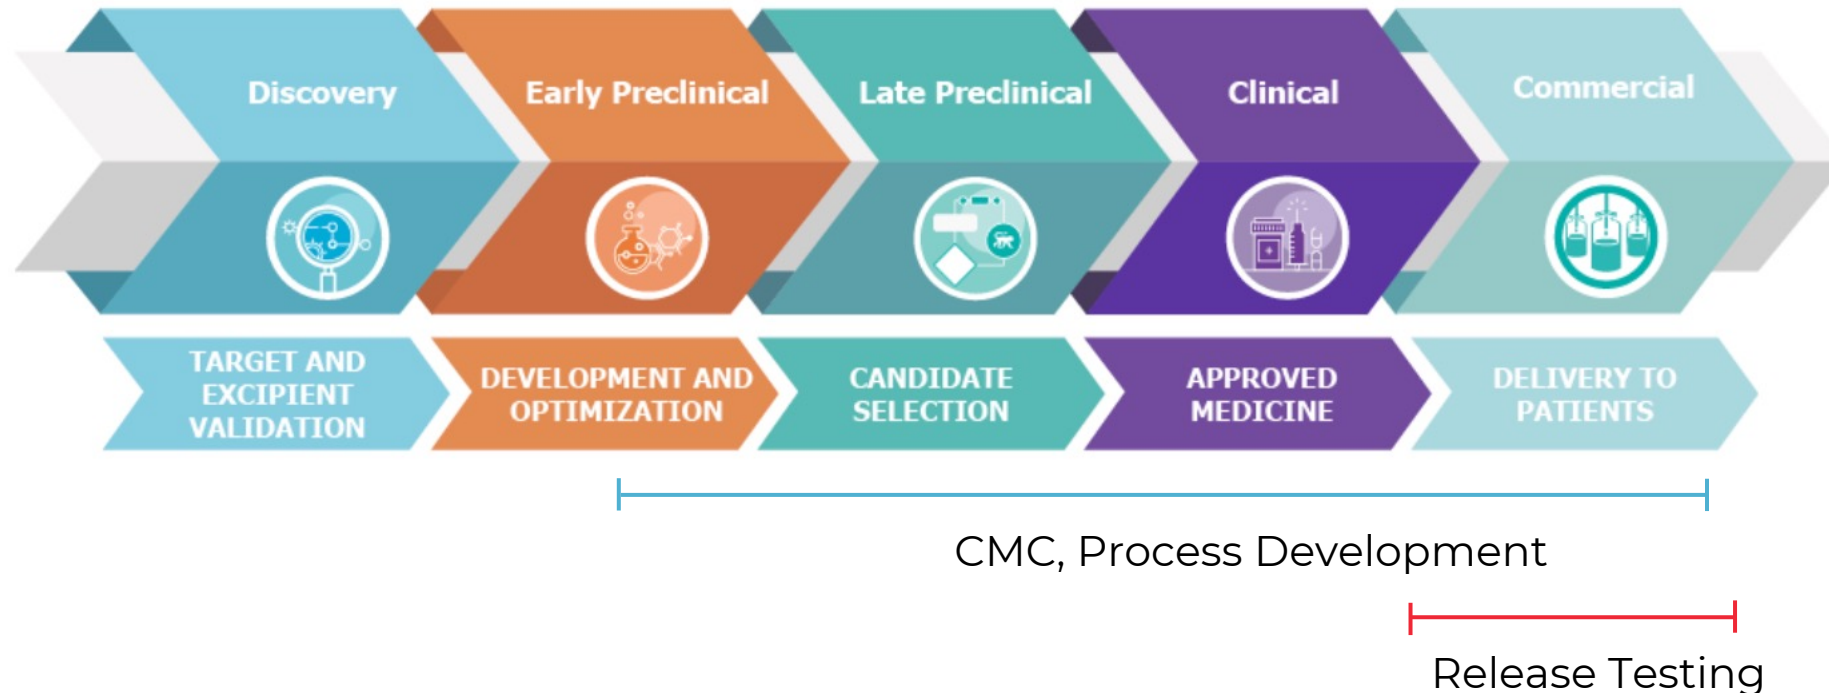 Discovery
Early Preclinical
Late Preclinical
Clinical
Commercial
TARGET AND
EXCIPIENT
VALIDATION
DEVELOPMENT AND
OPTIMIZATION
CANDIDATE
SELECTION
APPROVED
MEDICINE
DELIVERY TO
PATIENTS
CMC, Process Development
Release Testing